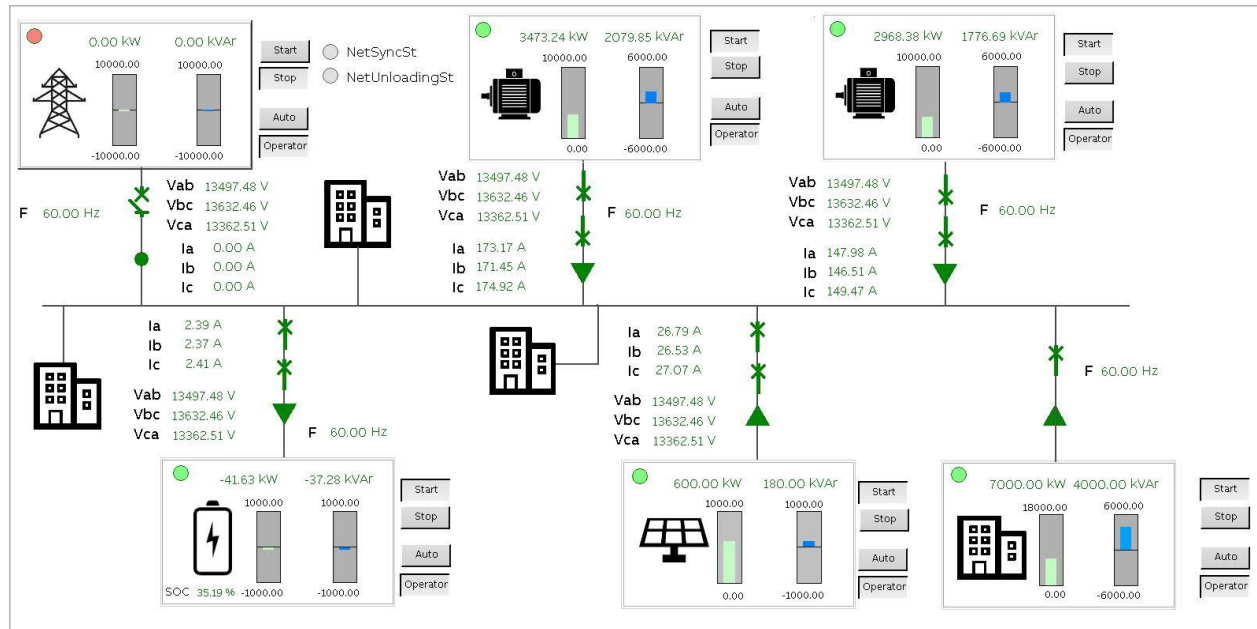 0.00 kW 0.00 kVAr
10000.00 10000.00
-10000.00 -10000.00
Start
Stop
Auto
Operator
NetSyncSt
NetUnloadingSt
3473.24 kW 2079.85 kVAr
10000.00 6000.00
0.00 -6000.00
Start
Stop
Auto
Operator
2968.38 kW 1776.69 kVAr
10000.00 6000.00
0.00 -6000.00
Start
Stop
Auto
Operator
F 60.00 Hz
Vab 13497.48 V
Vbc 13632.46 V
Vca 13362.51 V
Ia 0.00 A
Ib 0.00 A
Ic 0.00 A
Vab 13497.48 V
Vbc 13632.46 V
Vca 13362.51 V
F 60.00 Hz
Ia 173.17 A
Ib 171.45 A
Ic 174.92 A
Vab 13497.48 V
Vbc 13632.46 V
Vca 13362.51 V
F 60.00 Hz
Ia 147.98 A
Ib 146.51 A
Ic 149.47 A
Ia 2.39 A
Ib 2.37 A
Ic 2.41 A
Vab 13497.48 V
Vbc 13632.46 V
Vca 13362.51 V
F 60.00 Hz
Ia 26.79 A
Ib 26.53 A
Ic 27.07 A
Vab 13497.48 V
Vbc 13632.46 V
Vca 13362.51 V
F 60.00 Hz
-41.63 kW -37.28 kVAr
1000.00 1000.00
SOC 35.19 % -1000.00 -1000.00
Start
Stop
Auto
Operator
600.00 kW 180.00 kVAr
1000.00 1000.00
0.00 -1000.00
Start
Stop
Auto
Operator
7000.00 kW 4000.00 kVAr
18000.00 6000.00
0.00 -6000.00
Start
Stop
Auto
Operator